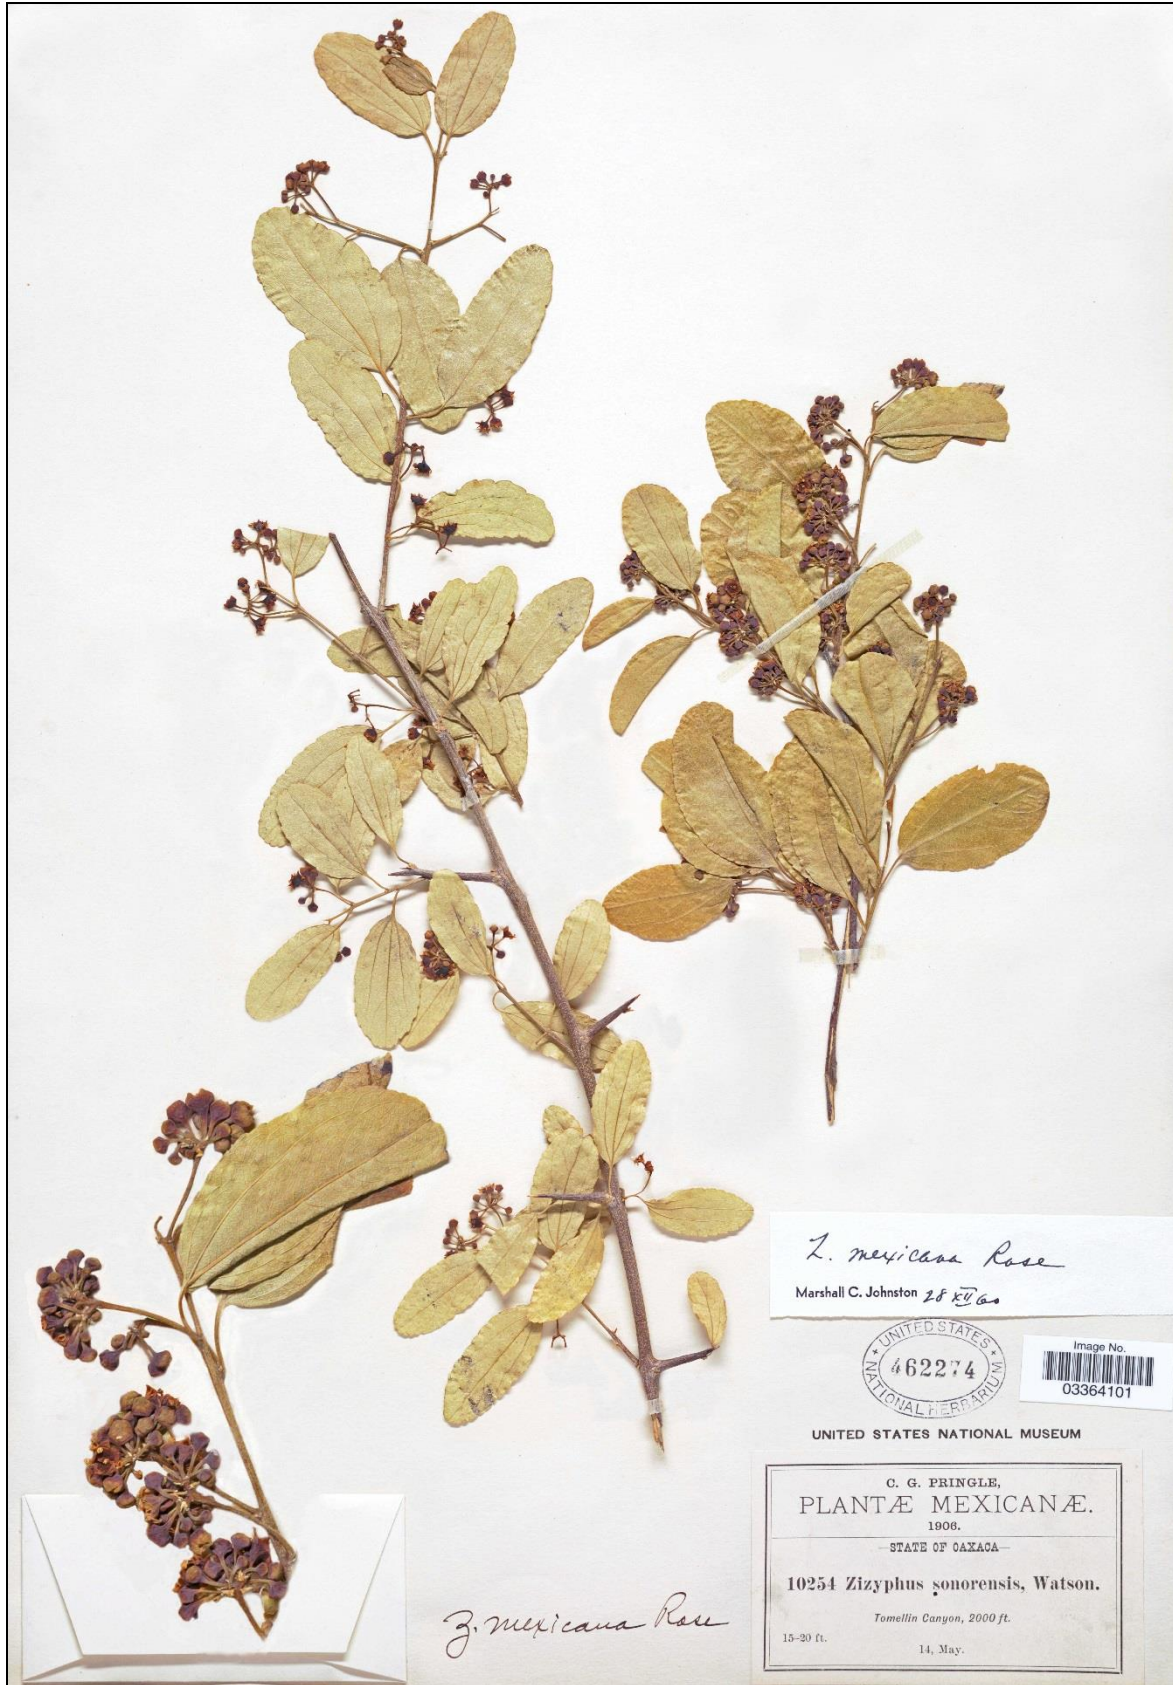 Z. mexicana Rose
Marshall C. Johnston 28 XII 60
UNITED STATES
462274
NATIONAL HERBARIUM
Image No.
03364101
UNITED STATES NATIONAL MUSEUM
C. G. PRINGLE,
PLANTÆ MEXICANÆ.
1906.
STATE OF OAXACA
10254 Zizyphus sonorensis, Watson.
Tomellin Canyon, 2000 ft.
15–20 ft.
14, May.
Z. mexicana Rose